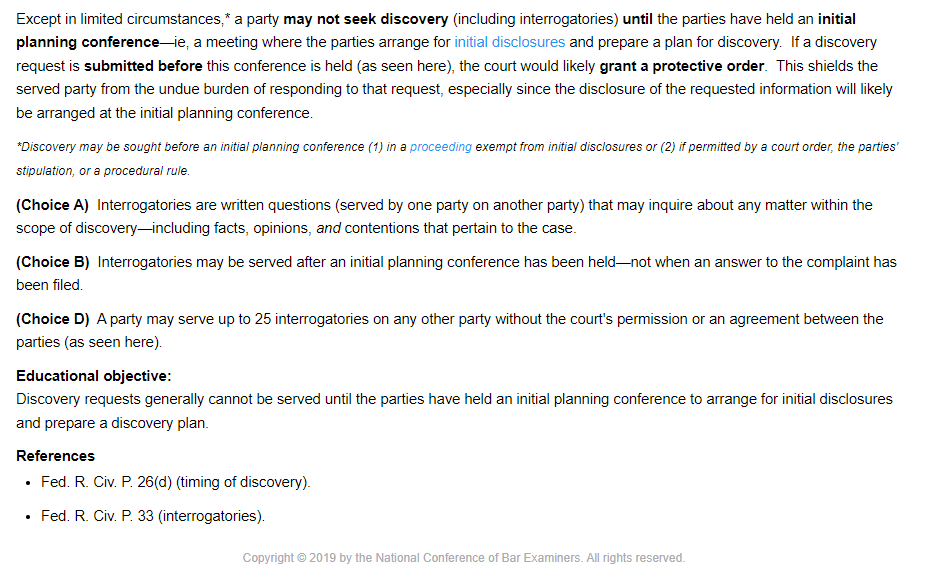 Except in limited circumstances,* a party may not seek discovery (including interrogatories) until the parties have held an initial
planning conference—ie, a meeting where the parties arrange for initial disclosures and prepare a plan for discovery. If a discovery
request is submitted before this conference is held (as seen here), the court would likely grant a protective order. This shields the
served party from the undue burden of responding to that request, especially since the disclosure of the requested information will likely
be arranged at the initial planning conference.
*Discovery may be sought before an initial planning conference (1) in a proceeding exempt from initial disclosures or (2) if permitted by a court order, the parties'
stipulation, or a procedural rule.
(Choice A) Interrogatories are written questions (served by one party on another party) that may inquire about any matter within the
scope of discovery—including facts, opinions, and contentions that pertain to the case.
(Choice B) Interrogatories may be served after an initial planning conference has been held—not when an answer to the complaint has
been filed.
(Choice D) A party may serve up to 25 interrogatories on any other party without the court's permission or an agreement between the
parties (as seen here).
Educational objective:
Discovery requests generally cannot be served until the parties have held an initial planning conference to arrange for initial disclosures
and prepare a discovery plan.
References
• Fed. R. Civ. P. 26(d) (timing of discovery).
• Fed. R. Civ. P. 33 (interrogatories).
Copyright © 2019 by the National Conference of Bar Examiners. All rights reserved.